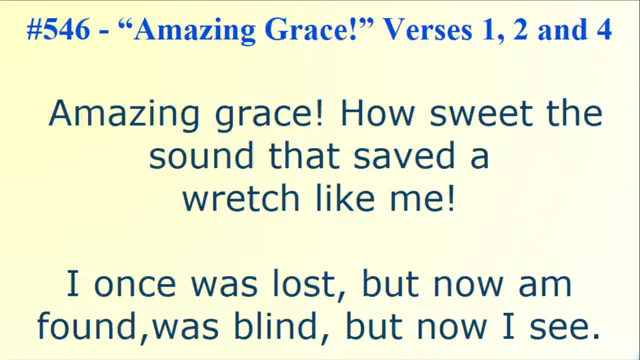 #546 - “Amazing Grace!” Verses 1, 2 and 4
Amazing grace! How sweet the
sound that saved a
wretch like me!
I once was lost, but now am
found,was blind, but now I see.